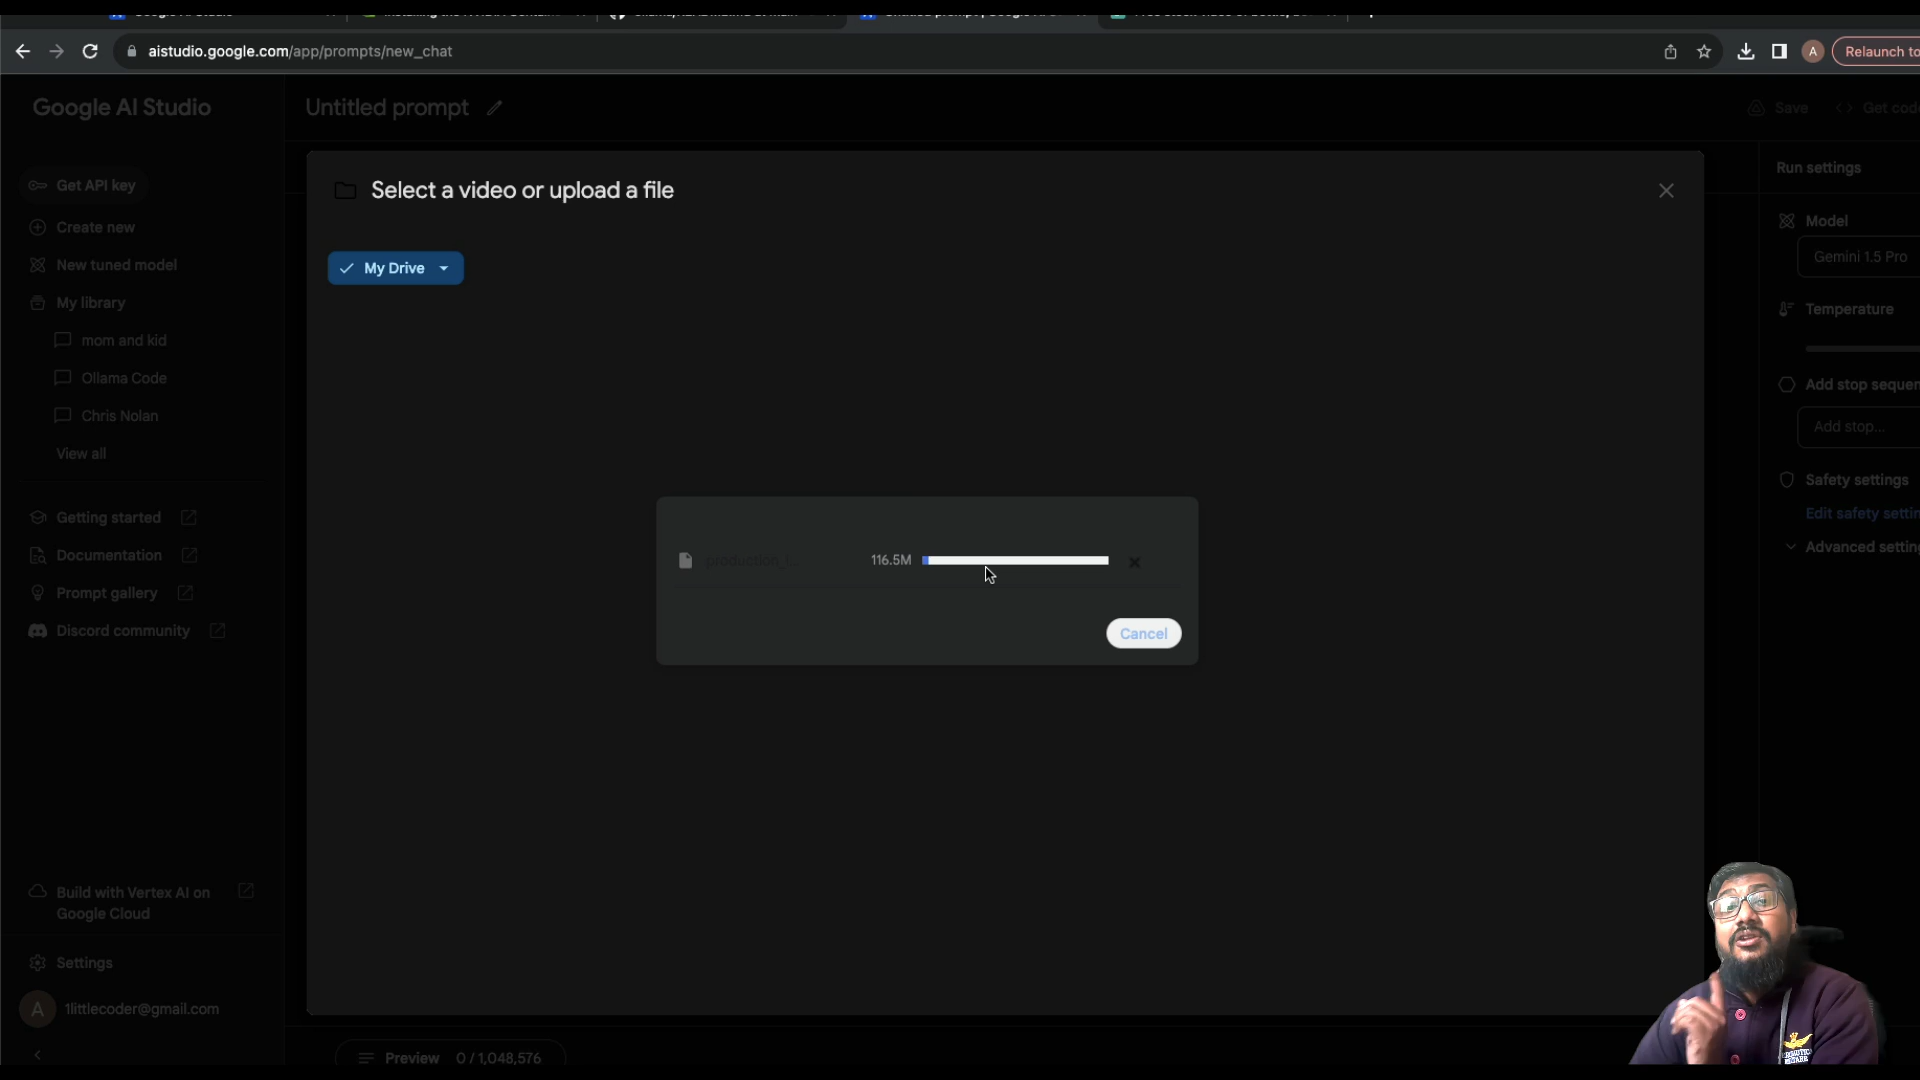 aistudio.google.com/app/prompts/new_chat
A
Relaunch to
Google AI Studio
Untitled prompt
Save
Get code
Get API key
Create new
New tuned model
My library
mom and kid
Ollama Code
Chris Nolan
View all
Getting started
Documentation
Prompt gallery
Discord community
Build with Vertex AI on
Google Cloud
Settings
A
1littlecoder@gmail.com
Select a video or upload a file
My Drive
production_i...
116.5M
Cancel
Run settings
Model
Gemini 1.5 Pro
Temperature
Add stop sequen
Add stop...
Safety settings
Edit safety settin
Advanced setting
Preview 0 / 1,048,576